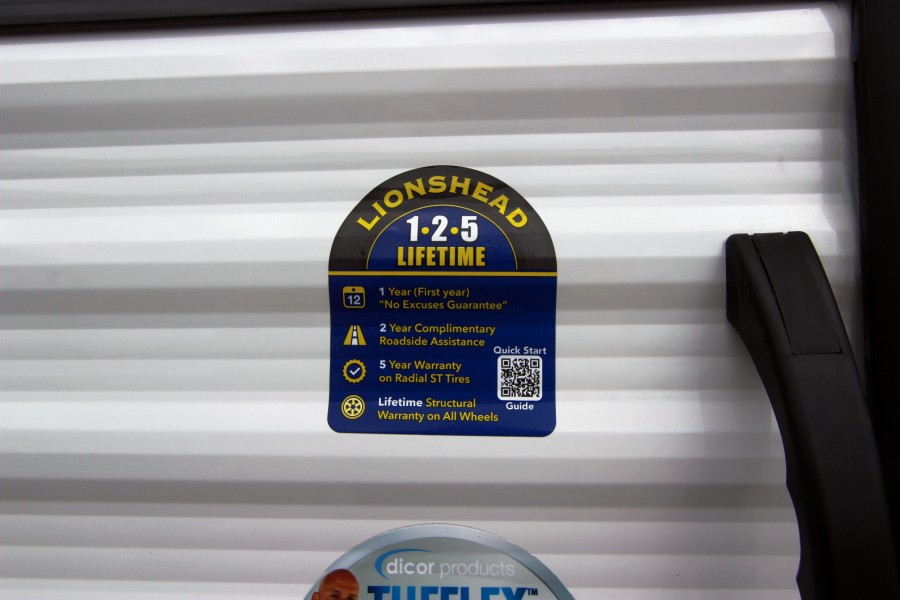 LIONSHEAD
1•2•5
LIFETIME
12
1 Year (First year)
"No Excuses Guarantee"
2 Year Complimentary
Roadside Assistance
5 Year Warranty
on Radial ST Tires
Quick Start
Guide
Lifetime Structural
Warranty on All Wheels
dicor products
TUFFLEX™